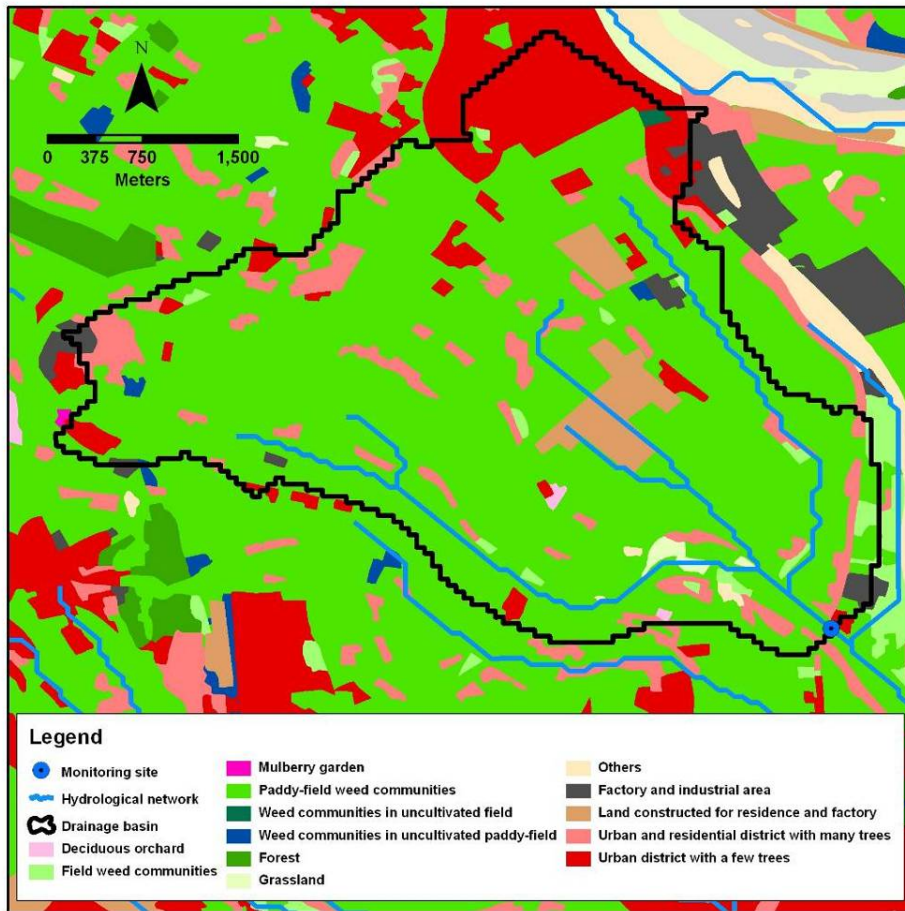 N
0 375 750 1,500
Meters
Legend
Monitoring site
Hydrological network
Drainage basin
Deciduous orchard
Field weed communities
Mulberry garden
Paddy-field weed communities
Weed communities in uncultivated field
Weed communities in uncultivated paddy-field
Forest
Grassland
Others
Factory and industrial area
Land constructed for residence and factory
Urban and residential district with many trees
Urban district with a few trees